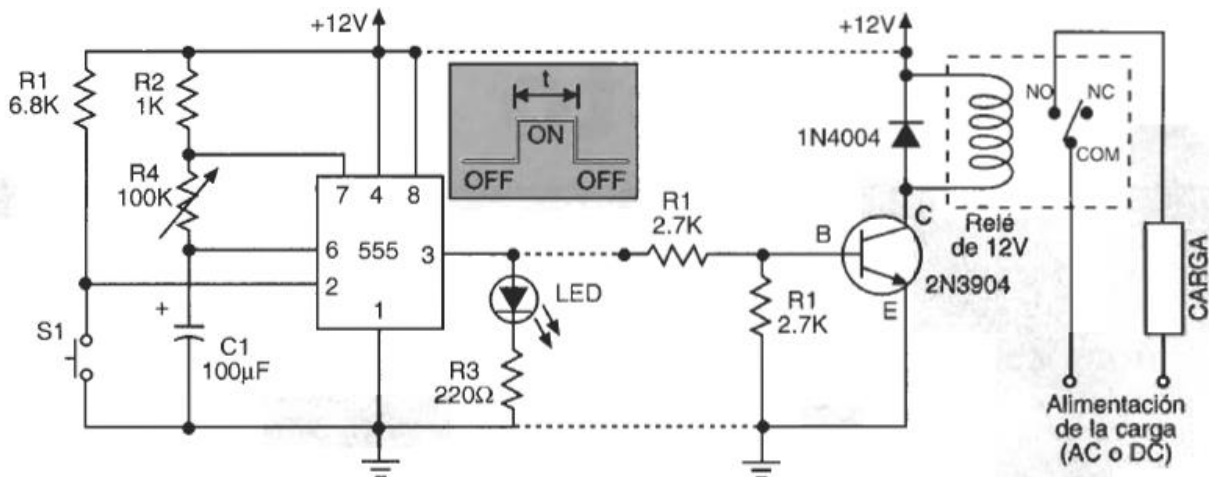 +12V
+12V
R1
6.8K
R2
1K
R4
100K
t
ON
OFF
OFF
7
4
8
6
555
3
2
1
S1
+
C1
100µF
LED
R3
220Ω
R1
2.7K
R1
2.7K
B
C
E
2N3904
1N4004
NO
NC
COM
Relé
de 12V
CARGA
Alimentación
de la carga
(AC o DC)